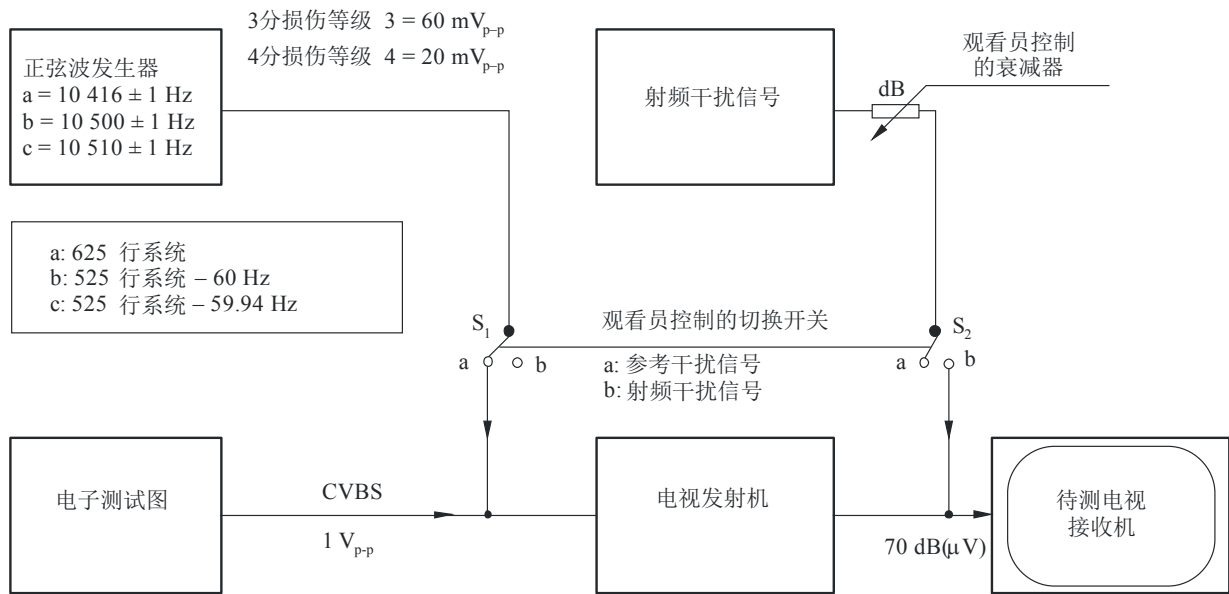 3分损伤等级 3 = 60 mVp–p
4分损伤等级 4 = 20 mVp–p
正弦波发生器
a = 10 416 ± 1 Hz
b = 10 500 ± 1 Hz
c = 10 510 ± 1 Hz
射频干扰信号
dB
观看员控制
的衰减器
a: 625 行系统
b: 525 行系统 – 60 Hz
c: 525 行系统 – 59.94 Hz
S1
a
b
观看员控制的切换开关
a: 参考干扰信号
b: 射频干扰信号
S2
a
b
电子测试图
CVBS
1 Vp-p
电视发射机
70 dB(µV)
待测电视
接收机